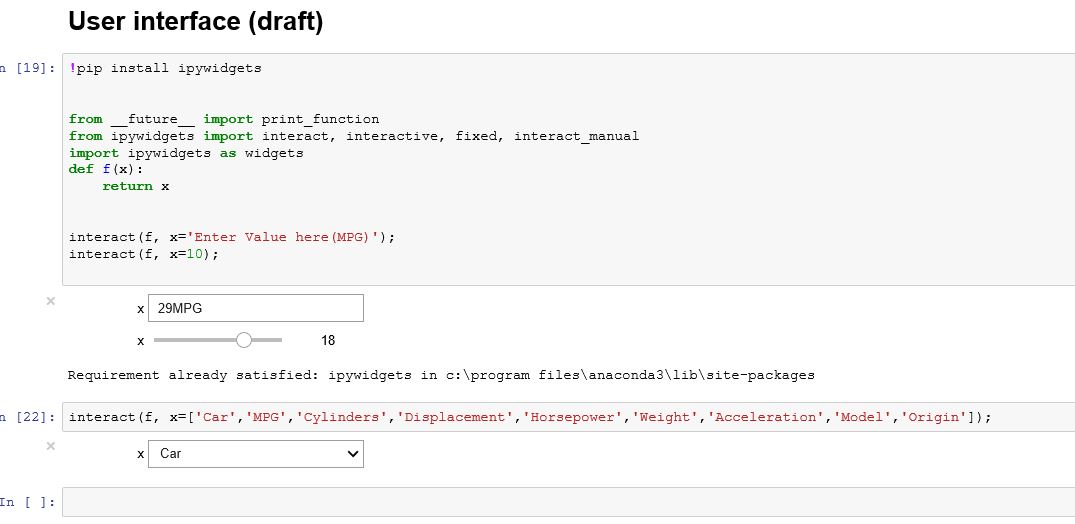 User interface (draft)
n [19]: !pip install ipywidgets
from __future__ import print_function
from ipywidgets import interact, interactive, fixed, interact_manual
import ipywidgets as widgets
def f(x):
    return x
interact(f, x='Enter Value here(MPG)');
interact(f, x=10);
x 29MPG
x 18
Requirement already satisfied: ipywidgets in c:\program files\anaconda3\lib\site-packages
n [22]: interact(f, x=['Car','MPG','Cylinders','Displacement','Horsepower','Weight','Acceleration','Model','Origin']);
x Car
In [ ]: